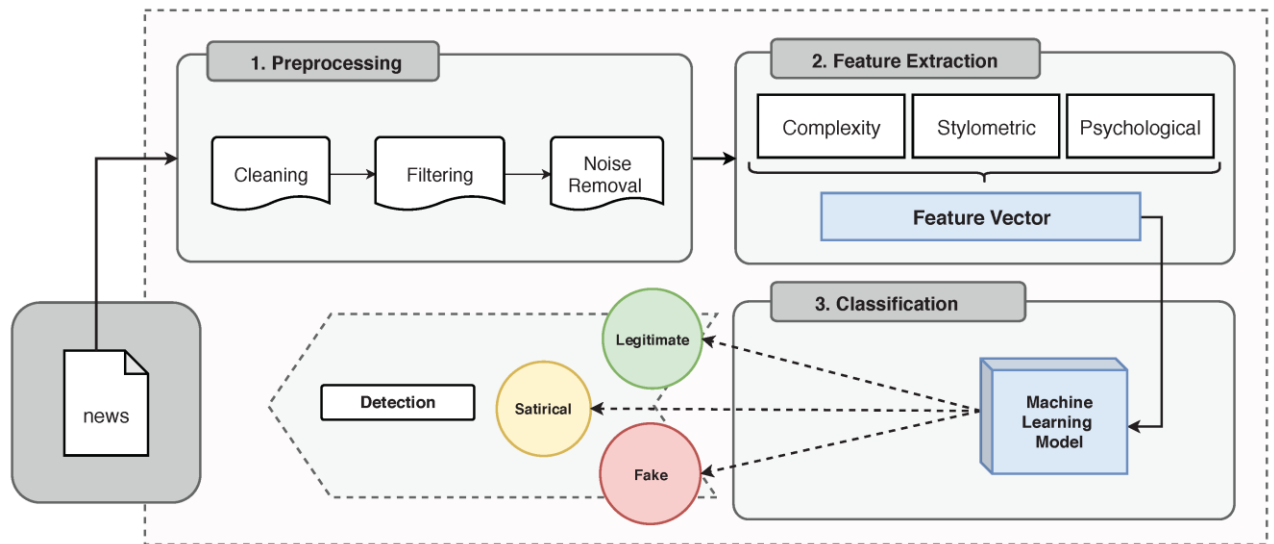 1. Preprocessing
Cleaning
Filtering
Noise
Removal
2. Feature Extraction
Complexity
Stylometric
Psychological
Feature Vector
news
3. Classification
Machine
Learning
Model
Legitimate
Satirical
Fake
Detection